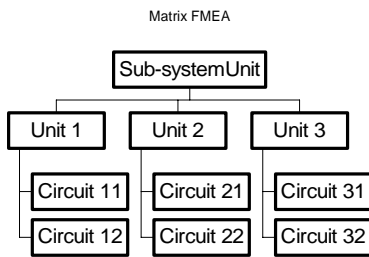 Matrix FMEA
Sub-systemUnit
Unit 1 Unit 2 Unit 3
Circuit 11 Circuit 21 Circuit 31
Circuit 12 Circuit 22 Circuit 32